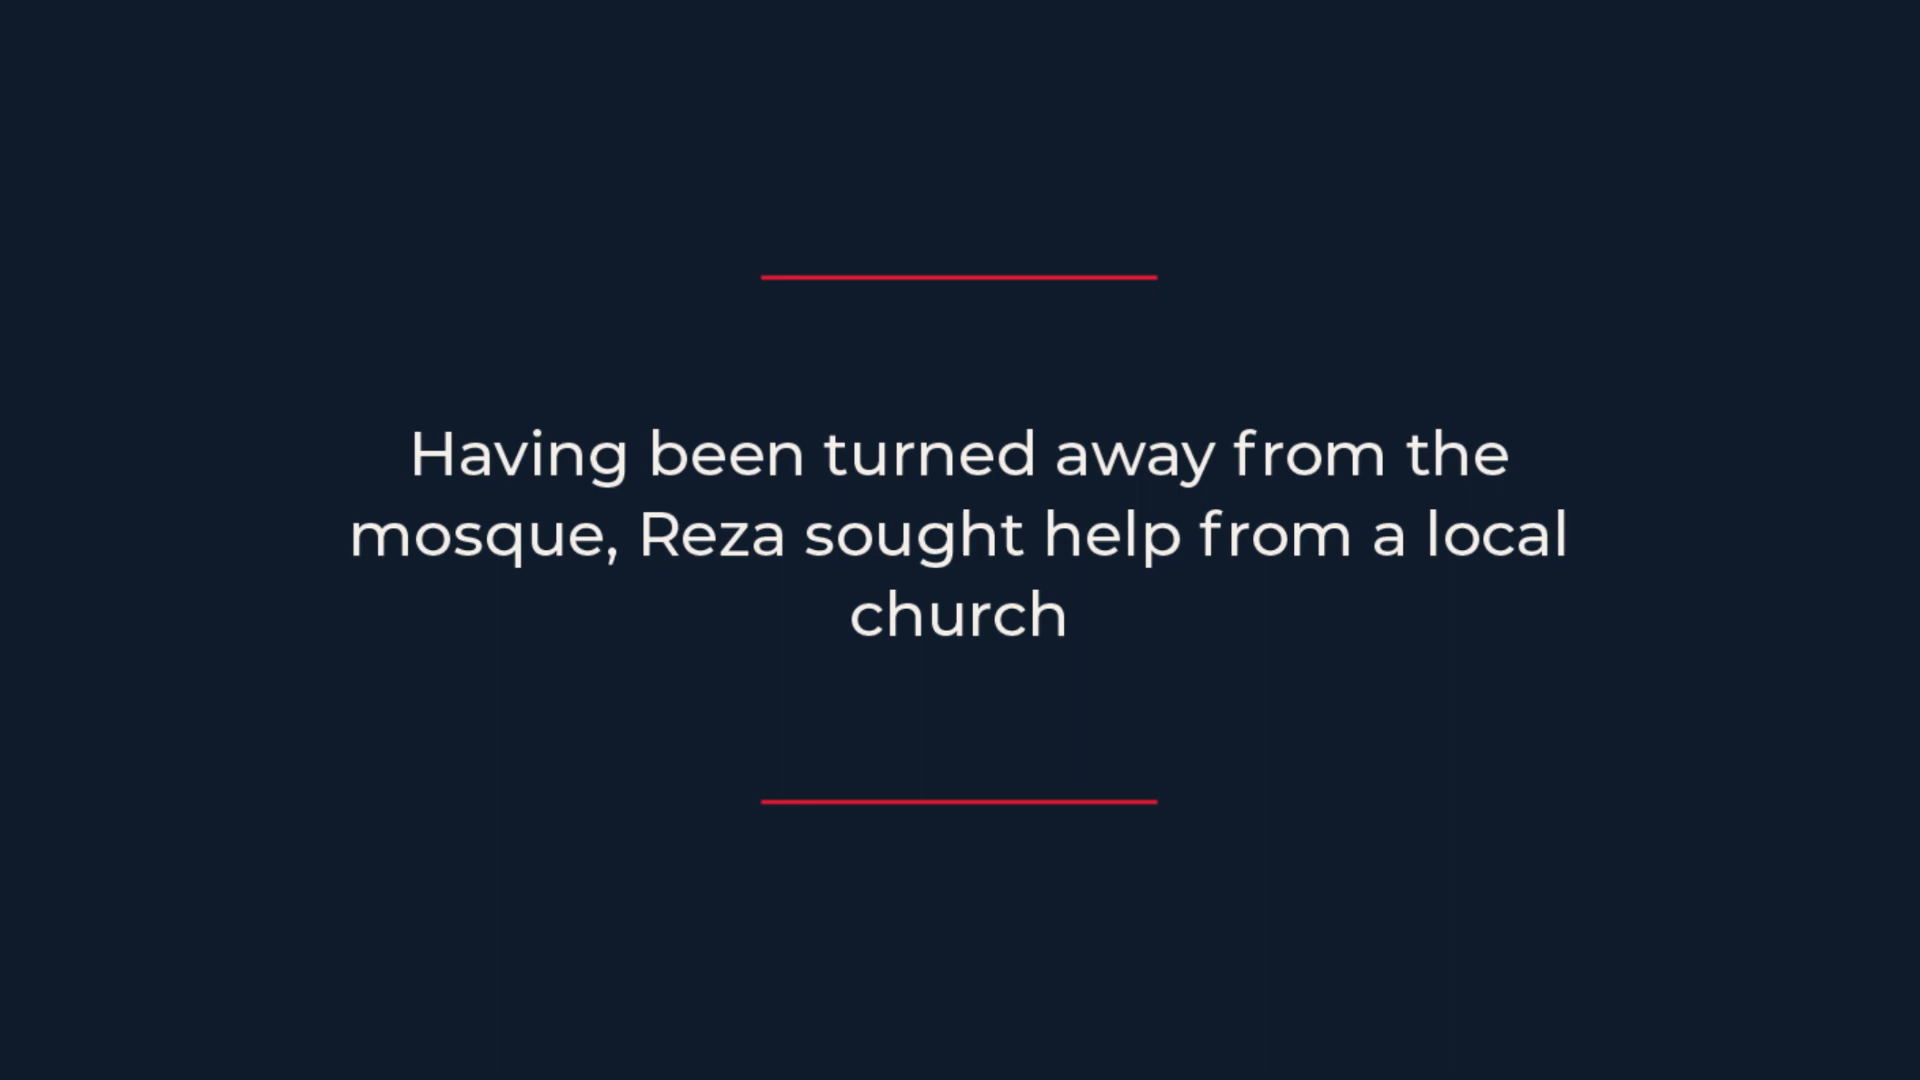 Having been turned away from the
mosque, Reza sought help from a local
church